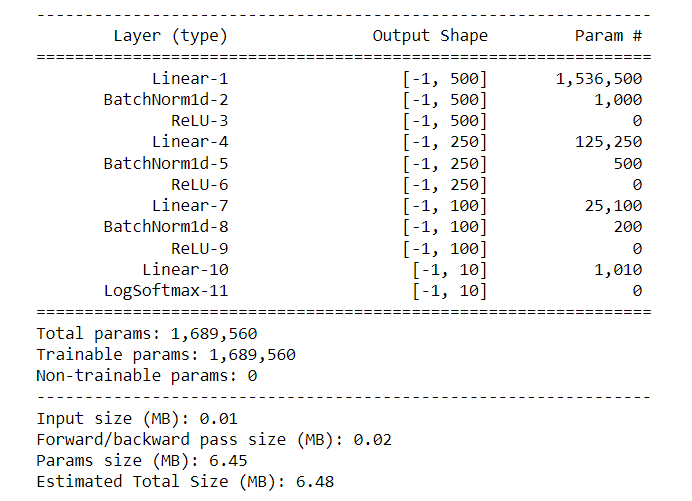 ----------------------------------------------------------------
Layer (type) Output Shape Param #
================================================================
Linear-1 [-1, 500] 1,536,500
BatchNorm1d-2 [-1, 500] 1,000
ReLU-3 [-1, 500] 0
Linear-4 [-1, 250] 125,250
BatchNorm1d-5 [-1, 250] 500
ReLU-6 [-1, 250] 0
Linear-7 [-1, 100] 25,100
BatchNorm1d-8 [-1, 100] 200
ReLU-9 [-1, 100] 0
Linear-10 [-1, 10] 1,010
LogSoftmax-11 [-1, 10] 0
================================================================
Total params: 1,689,560
Trainable params: 1,689,560
Non-trainable params: 0
----------------------------------------------------------------
Input size (MB): 0.01
Forward/backward pass size (MB): 0.02
Params size (MB): 6.45
Estimated Total Size (MB): 6.48